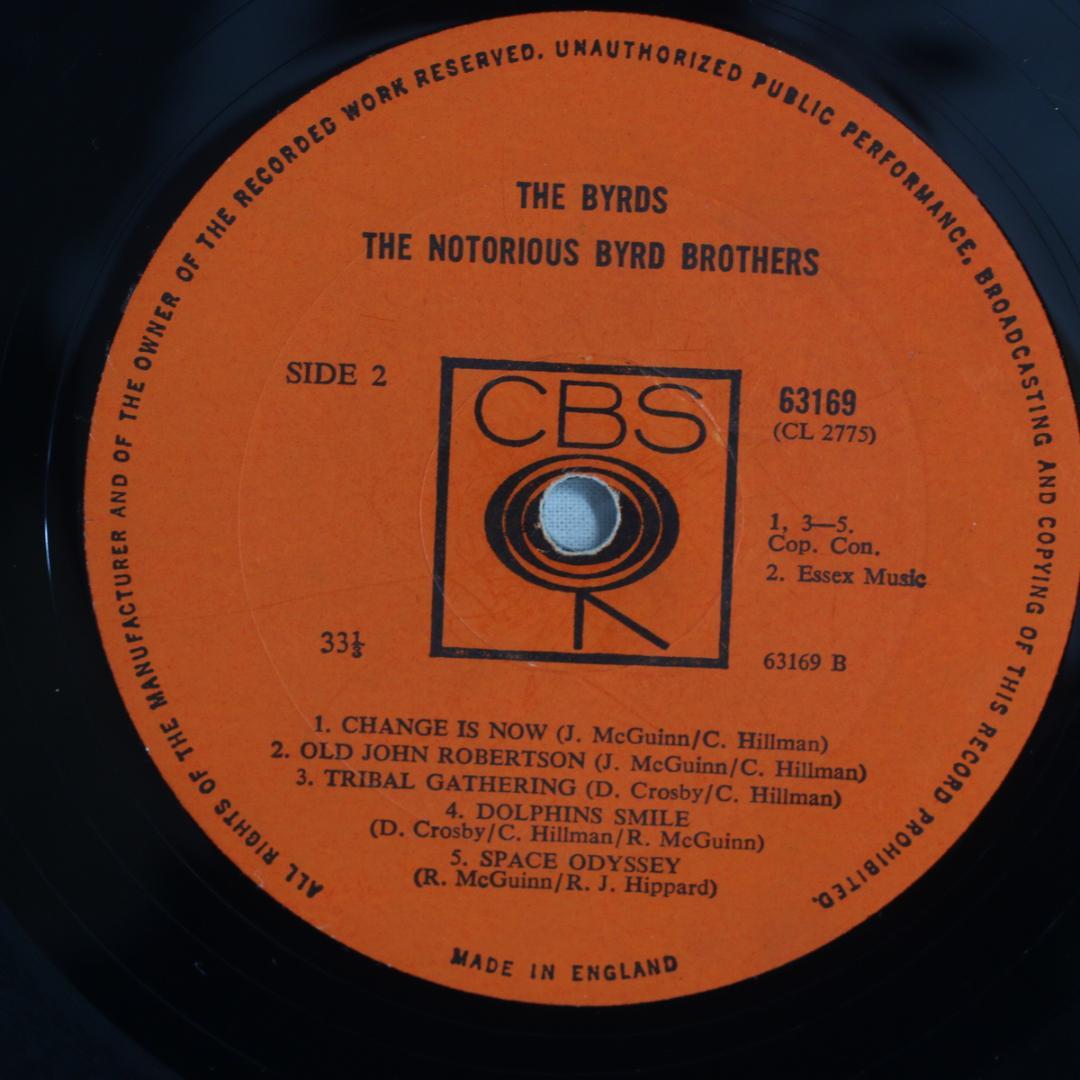 ALL RIGHTS OF THE MANUFACTURER AND OF THE OWNER OF THE RECORDED WORK RESERVED. UNAUTHORIZED PUBLIC PERFORMANCE, BROADCASTING AND COPYING OF THIS RECORD PROHIBITED.
THE BYRDS
THE NOTORIOUS BYRD BROTHERS
SIDE 2
CBS
63169
(CL 2775)
1, 3—5.
Cop. Con.
2. Essex Music
33⅓
63169 B
1. CHANGE IS NOW (J. McGuinn/C. Hillman)
2. OLD JOHN ROBERTSON (J. McGuinn/C. Hillman)
3. TRIBAL GATHERING (D. Crosby/C. Hillman)
4. DOLPHINS SMILE
(D. Crosby/C. Hillman/R. McGuinn)
5. SPACE ODYSSEY
(R. McGuinn/R. J. Hippard)
MADE IN ENGLAND